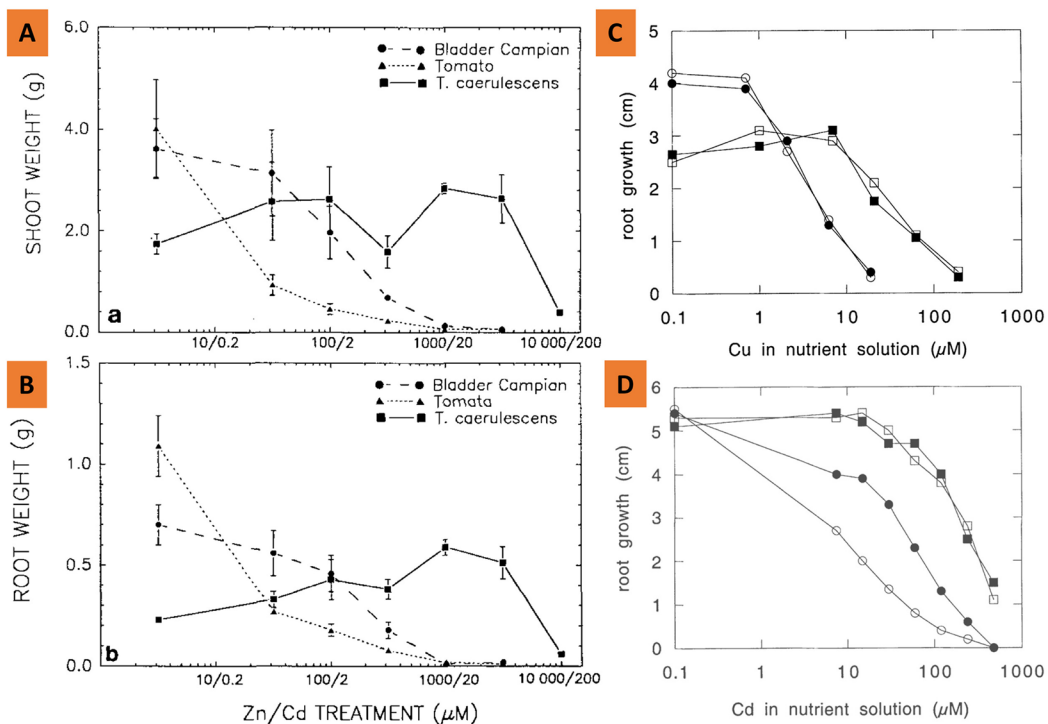 A
6.0
4.0
2.0
0.0
SHOOT WEIGHT (g)
Bladder Campian
Tomato
T. caerulescens
a
10/0.2
100/2
1000/20
10 000/200
B
1.5
1.0
0.5
0.0
ROOT WEIGHT (g)
Bladder Campian
Tomata
T. caerulescens
b
10/0.2
100/2
1000/20
10 000/200
Zn/Cd TREATMENT (μM)
C
5
4
3
2
1
0
root growth (cm)
0.1
1
10
100
1000
Cu in nutrient solution (μM)
D
6
5
4
3
2
1
0
root growth (cm)
0.1
1
10
100
1000
Cd in nutrient solution (μM)